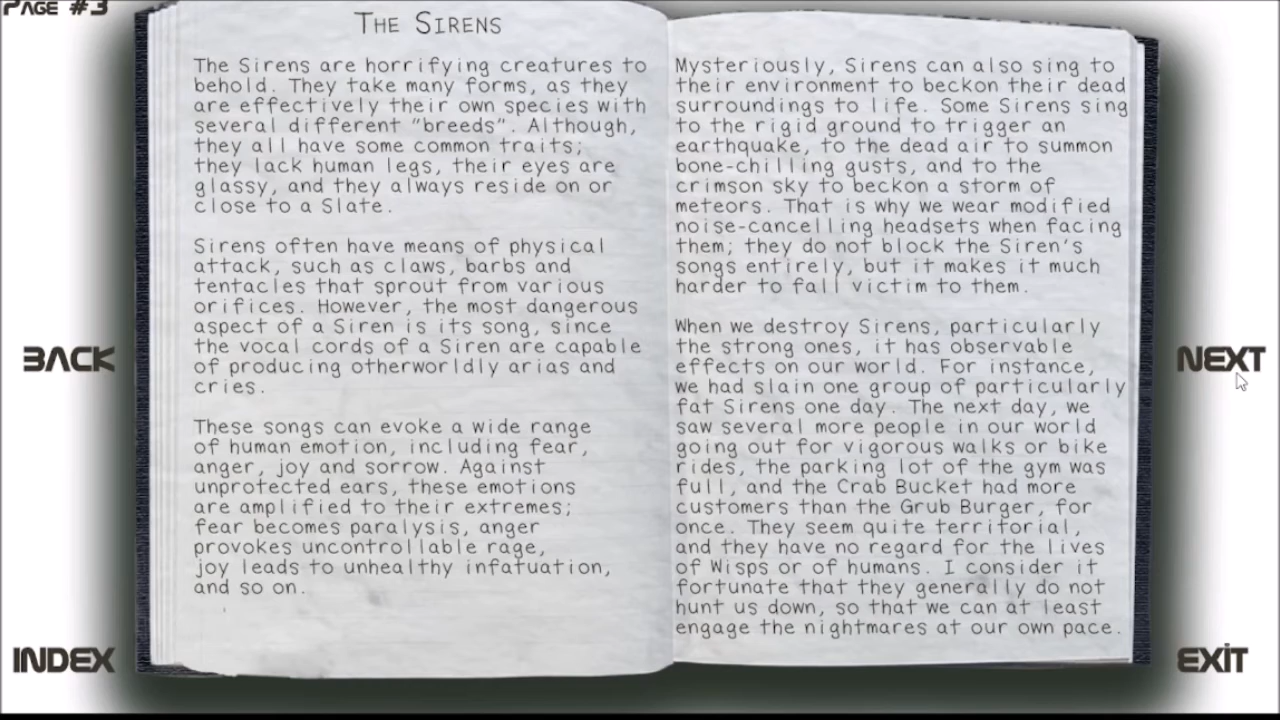 PAGE #3
THE SIRENS
The Sirens are horrifying creatures to
behold. They take many forms, as they
are effectively their own species with
several different "breeds". Although,
they all have some common traits;
they lack human legs, their eyes are
glassy, and they always reside on or
close to a Slate.
Sirens often have means of physical
attack, such as claws, barbs and
tentacles that sprout from various
orifices. However, the most dangerous
aspect of a Siren is its song, since
the vocal cords of a Siren are capable
of producing otherworldly arias and
cries.
These songs can evoke a wide range
of human emotion, including fear,
anger, joy and sorrow. Against
unprotected ears, these emotions
are amplified to their extremes;
fear becomes paralysis, anger
provokes uncontrollable rage,
joy leads to unhealthy infatuation,
and so on.
Mysteriously, Sirens can also sing to
their environment to beckon their dead
surroundings to life. Some Sirens sing
to the rigid ground to trigger an
earthquake, to the dead air to summon
bone-chilling gusts, and to the
crimson sky to beckon a storm of
meteors. That is why we wear modified
noise-cancelling headsets when facing
them; they do not block the Siren's
songs entirely, but it makes it much
harder to fall victim to them.
When we destroy Sirens, particularly
the strong ones, it has observable
effects on our world. For instance,
we had slain one group of particularly
fat Sirens one day. The next day, we
saw several more people in our world
going out for vigorous walks or bike
rides, the parking lot of the gym was
full, and the Crab Bucket had more
customers than the Grub Burger, for
once. They seem quite territorial,
and they have no regard for the lives
of Wisps or of humans. I consider it
fortunate that they generally do not
hunt us down, so that we can at least
engage the nightmares at our own pace.
BACK
NEXT
INDEX
EXIT